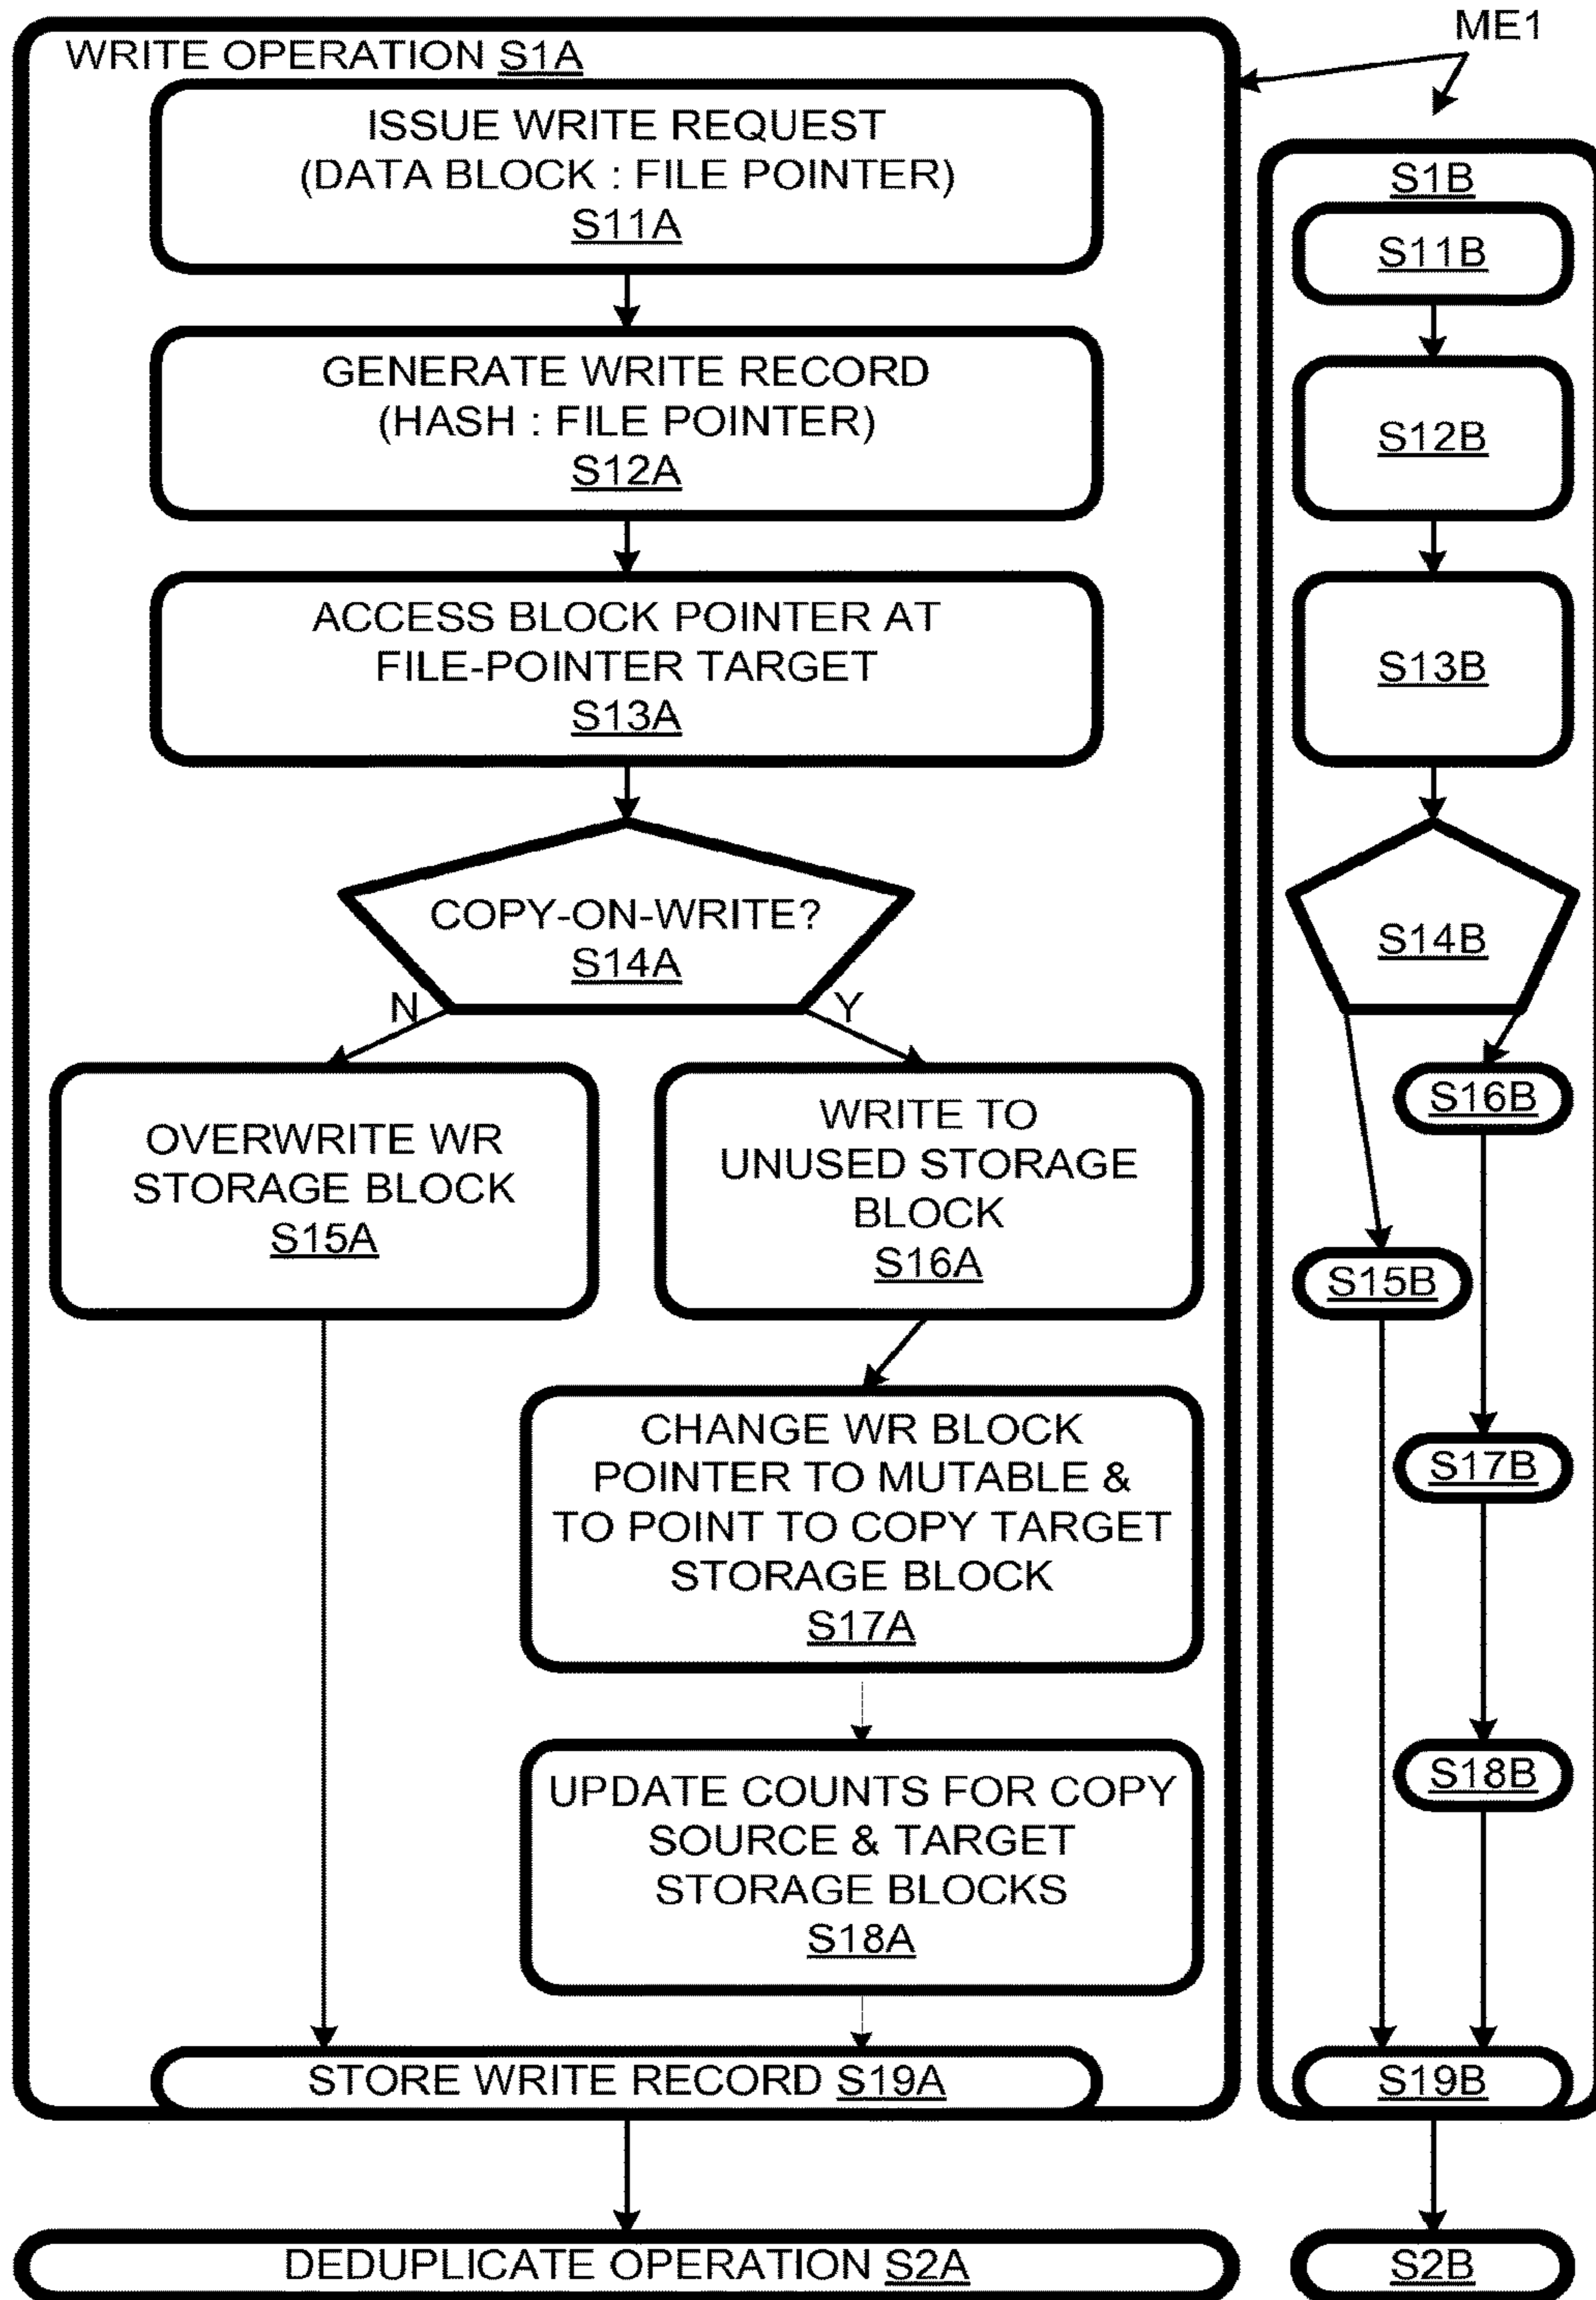 ME1
WRITE OPERATION S1A
ISSUE WRITE REQUEST
(DATA BLOCK : FILE POINTER)
S11A
GENERATE WRITE RECORD
(HASH : FILE POINTER)
S12A
ACCESS BLOCK POINTER AT
FILE-POINTER TARGET
S13A
COPY-ON-WRITE?
S14A
N
Y
OVERWRITE WR
STORAGE BLOCK
S15A
WRITE TO
UNUSED STORAGE
BLOCK
S16A
CHANGE WR BLOCK
POINTER TO MUTABLE &
TO POINT TO COPY TARGET
STORAGE BLOCK
S17A
UPDATE COUNTS FOR COPY
SOURCE & TARGET
STORAGE BLOCKS
S18A
STORE WRITE RECORD S19A
DEDUPLICATE OPERATION S2A
S1B
S11B
S12B
S13B
S14B
S16B
S15B
S17B
S18B
S19B
S2B